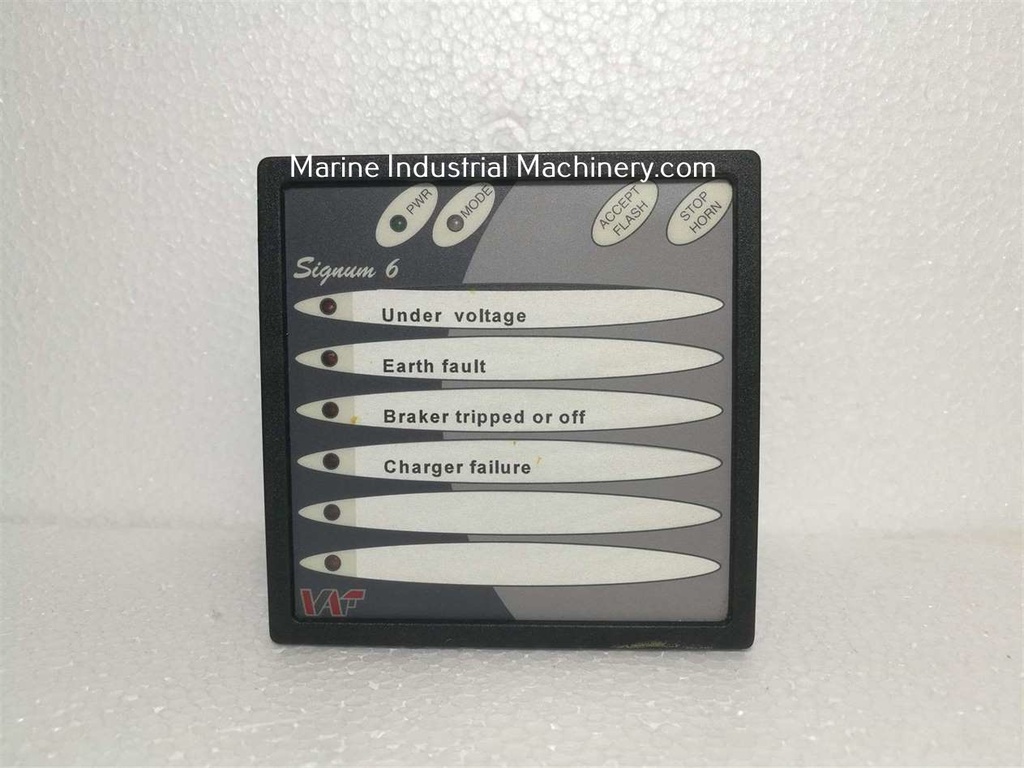 Marine Industrial Machinery.com
PWR
MODE
ACCEPT
FLASH
STOP
HORN
Signum 6
Under voltage
Earth fault
Braker tripped or off
Charger failure
VAF